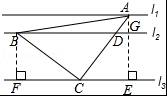 A l₁
G
B D l₂
F C E l₃